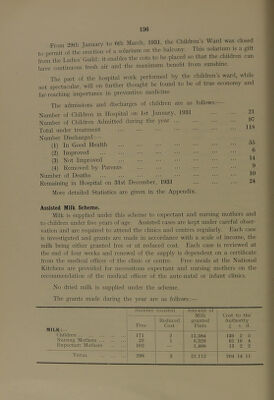 126
From 29th January to 6th March, 1931, the Children's Ward was closed
to permit of the erection of a solarium on the balcony. This solarium is a gift
from the Ladies' Guild; it enables the cots to be placed so that the children can
have continuous fresh air and the maximum benefit from sunshine.
The part of the hospital work performed by the children's ward, while
not spectacular, will on further thought be found to be of true economy and
far-reaching importance in preventive medicine.
The admissions and discharges of children are as follows:—
Number of Children in Hospital on 1st January, 1931 ... ... 21
Number of Children Admitted during the year ... ... ... 97
Total under treatment ... ... ... ... 118
Number Discharged:—
(1) In Good Health ... ... ... ... 55
(2) Improved ... ... ... ... 6
(3) Not Improved ... ... ... ... 14
(4) Removed by Parents ... ... ... ... 9
Number of Deaths ... ... ... ... 10
Remaining in Hospital on 31st December, 1931 ... ... ... 24
More detailed Statistics are given in the Appendix.
Assisted Milk Scheme.
Milk is supplied under this scheme to expectant and nursing mothers and
to children under five years of age. Assisted cases are kept under careful obser-
vation and are required to attend the clinics and centres regularly. Each case
is investigated and grants are made in accordance with a scale of income, the
milk being either granted free or at reduced cost. Each case is reviewed at
the end of four weeks and renewal of the supply is dependent on a certificate
from the medical officer of the clinic or centre. Free meals at the National
Kitchens are provided for necessitous expectant and nursing mothers on the
recommendation of the medical officer of the ante-natal or infant clinics.
No dried milk is supplied under the scheme.
The grants made during the year are as follows:—
Number Granted
Amount of Milk granted Pints
Cost to the Authority £ s. d.
Free
Reduced Cost
MILK:—
Children ... 171 2
Nursing Mothers ...
Expectant Mothers ...
Total ... 3 21,112